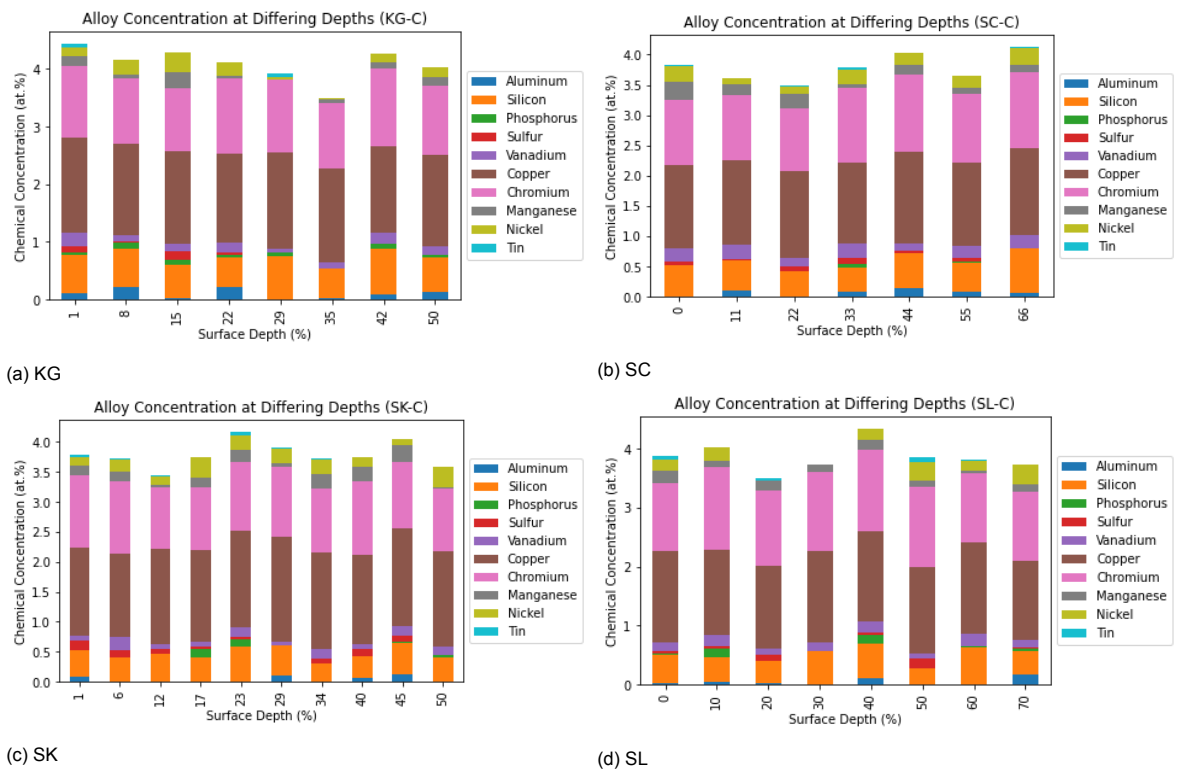 Alloy Concentration at Differing Depths (KG-C)
Chemical Concentration (at.%)
4
3
2
1
0
1 8 15 22 29 35 42 50
Surface Depth (%)
Aluminum
Silicon
Phosphorus
Sulfur
Vanadium
Copper
Chromium
Manganese
Nickel
Tin
(a) KG
Alloy Concentration at Differing Depths (SC-C)
Chemical Concentration (at.%)
4.0
3.5
3.0
2.5
2.0
1.5
1.0
0.5
0.0
0 11 22 33 44 55 66
Surface Depth (%)
Aluminum
Silicon
Phosphorus
Sulfur
Vanadium
Copper
Chromium
Manganese
Nickel
Tin
(b) SC
Alloy Concentration at Differing Depths (SK-C)
Chemical Concentration (at.%)
4.0
3.5
3.0
2.5
2.0
1.5
1.0
0.5
0.0
1 6 12 17 23 29 34 40 45 50
Surface Depth (%)
Aluminum
Silicon
Phosphorus
Sulfur
Vanadium
Copper
Chromium
Manganese
Nickel
Tin
(c) SK
Alloy Concentration at Differing Depths (SL-C)
Chemical Concentration (at.%)
4
3
2
1
0
0 10 20 30 40 50 60 70
Surface Depth (%)
Aluminum
Silicon
Phosphorus
Sulfur
Vanadium
Copper
Chromium
Manganese
Nickel
Tin
(d) SL